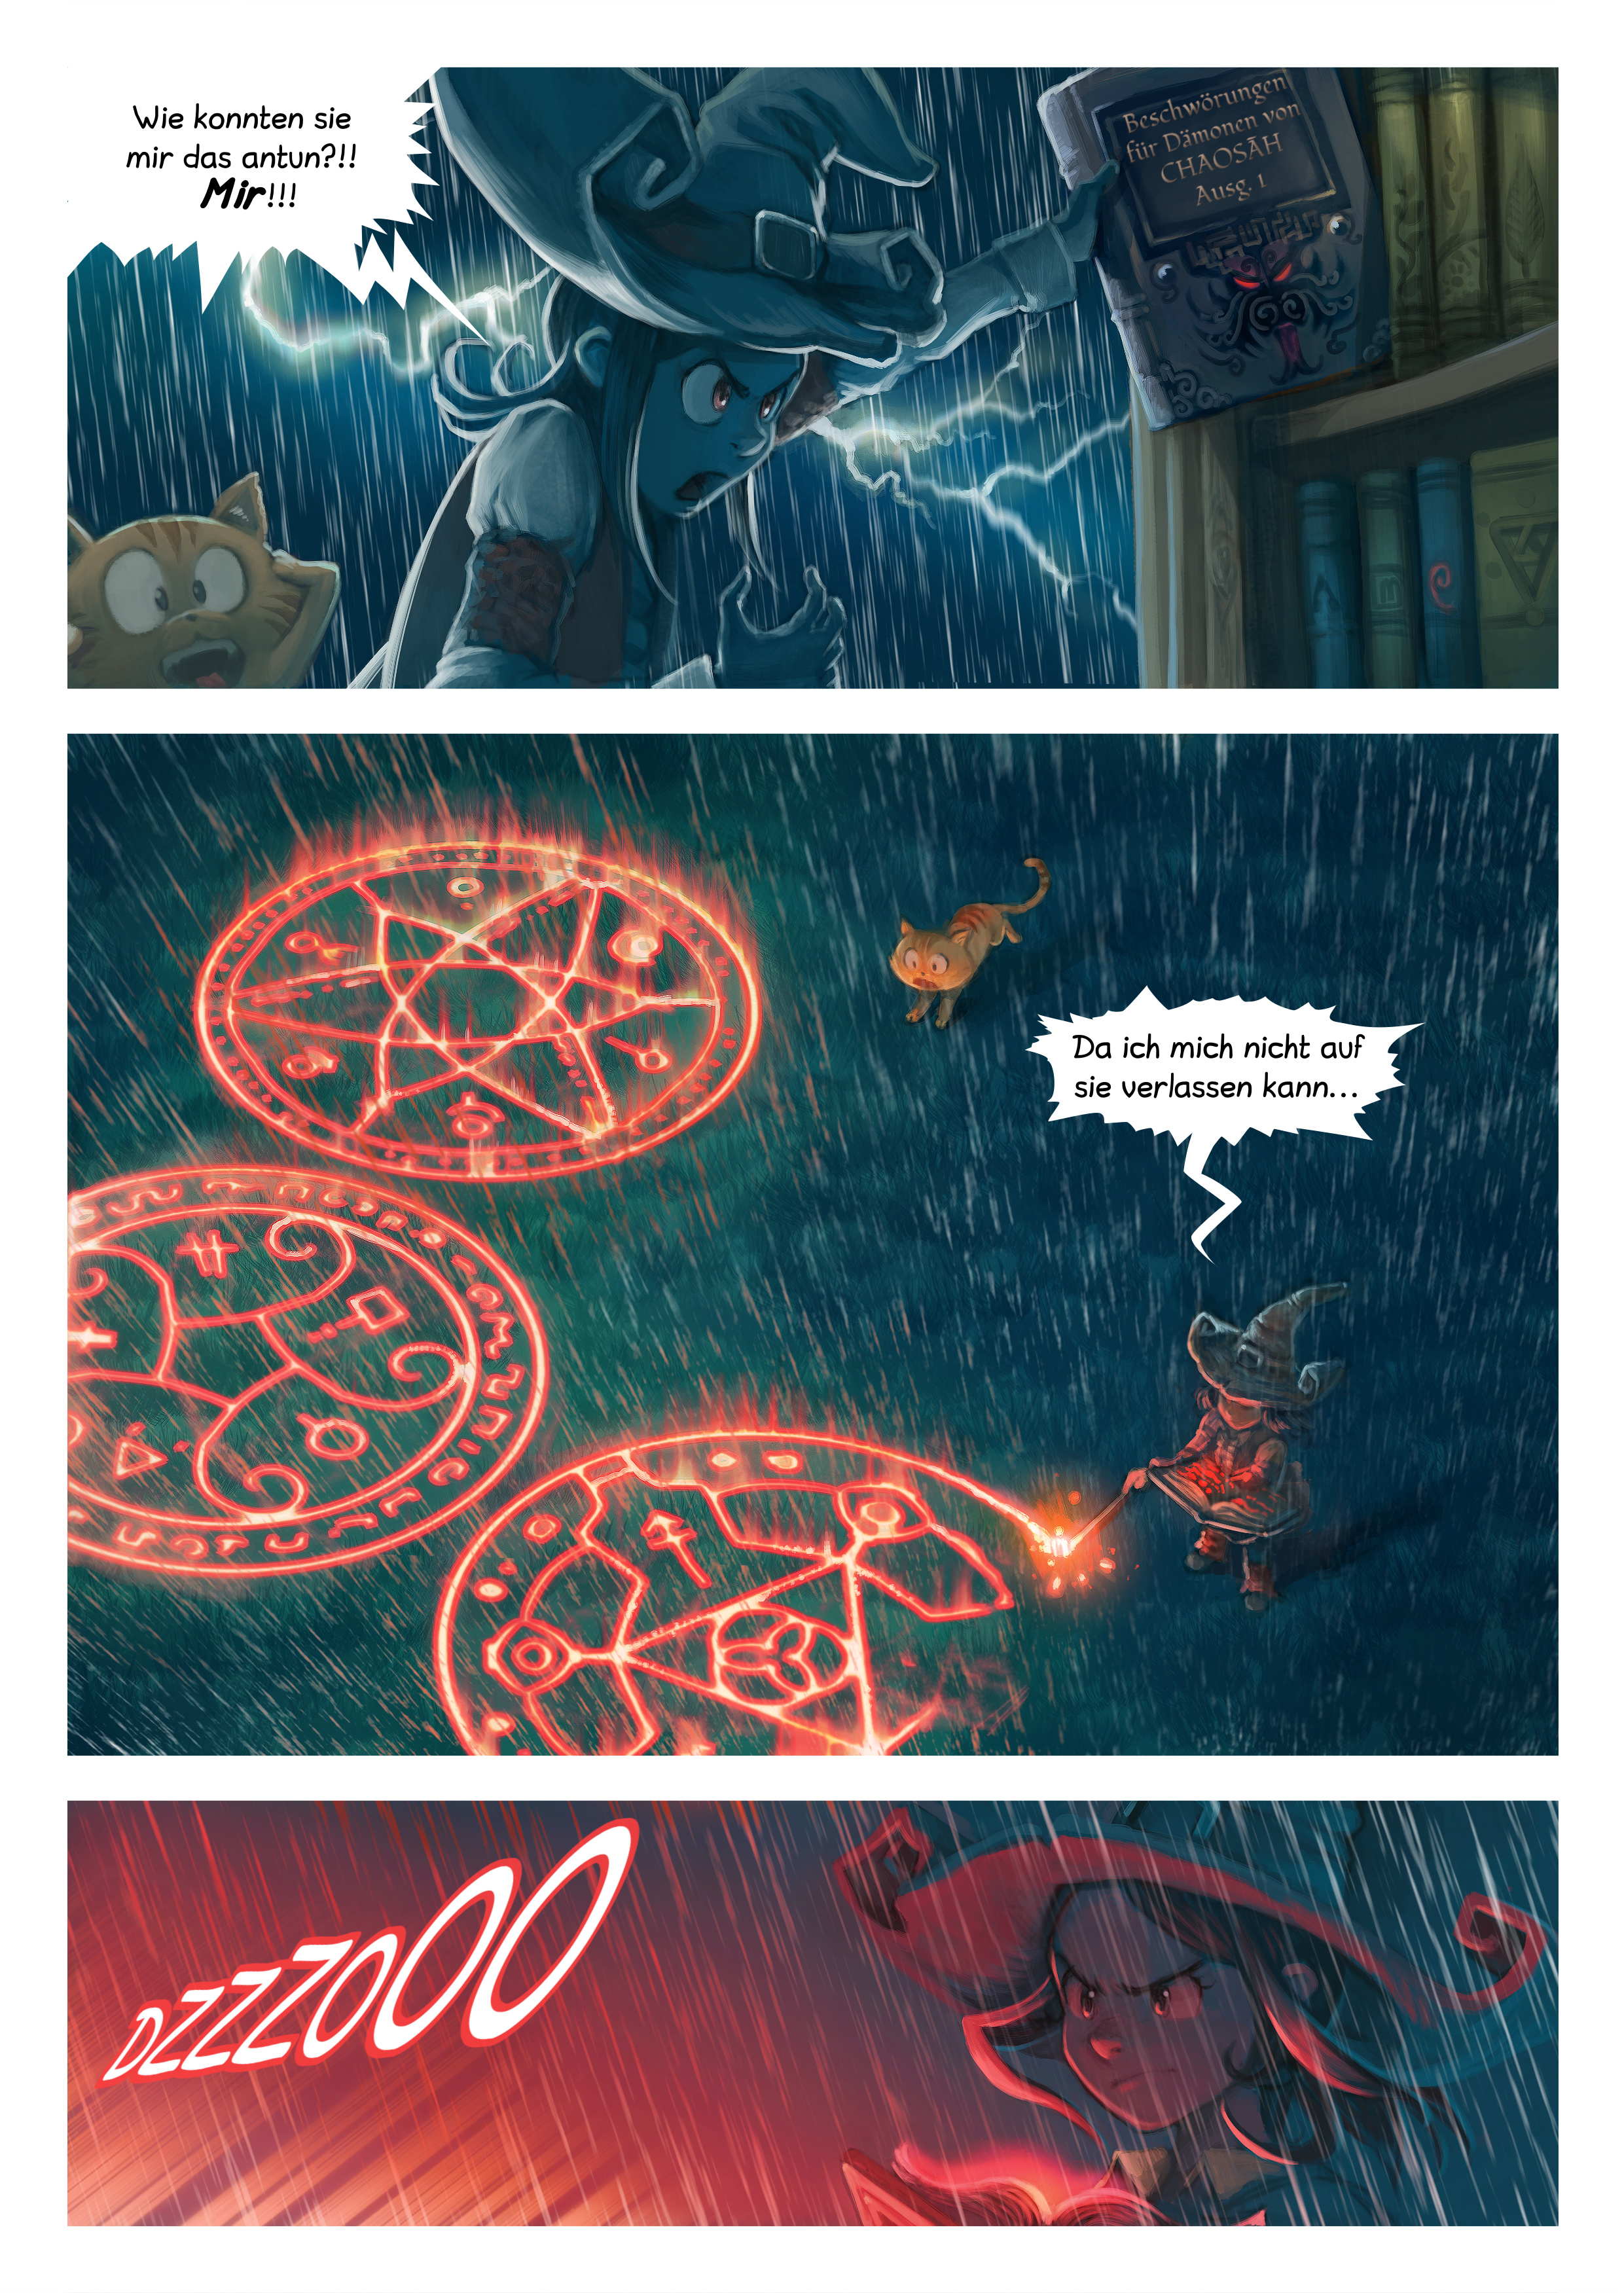 Wie konnten sie
mir das antun?!!
Mir!!!
Beschwörungen
für Dämonen von
CHAOSĀH
Ausg. 1
Da ich mich nicht auf
sie verlassen kann...
DZZZOOO